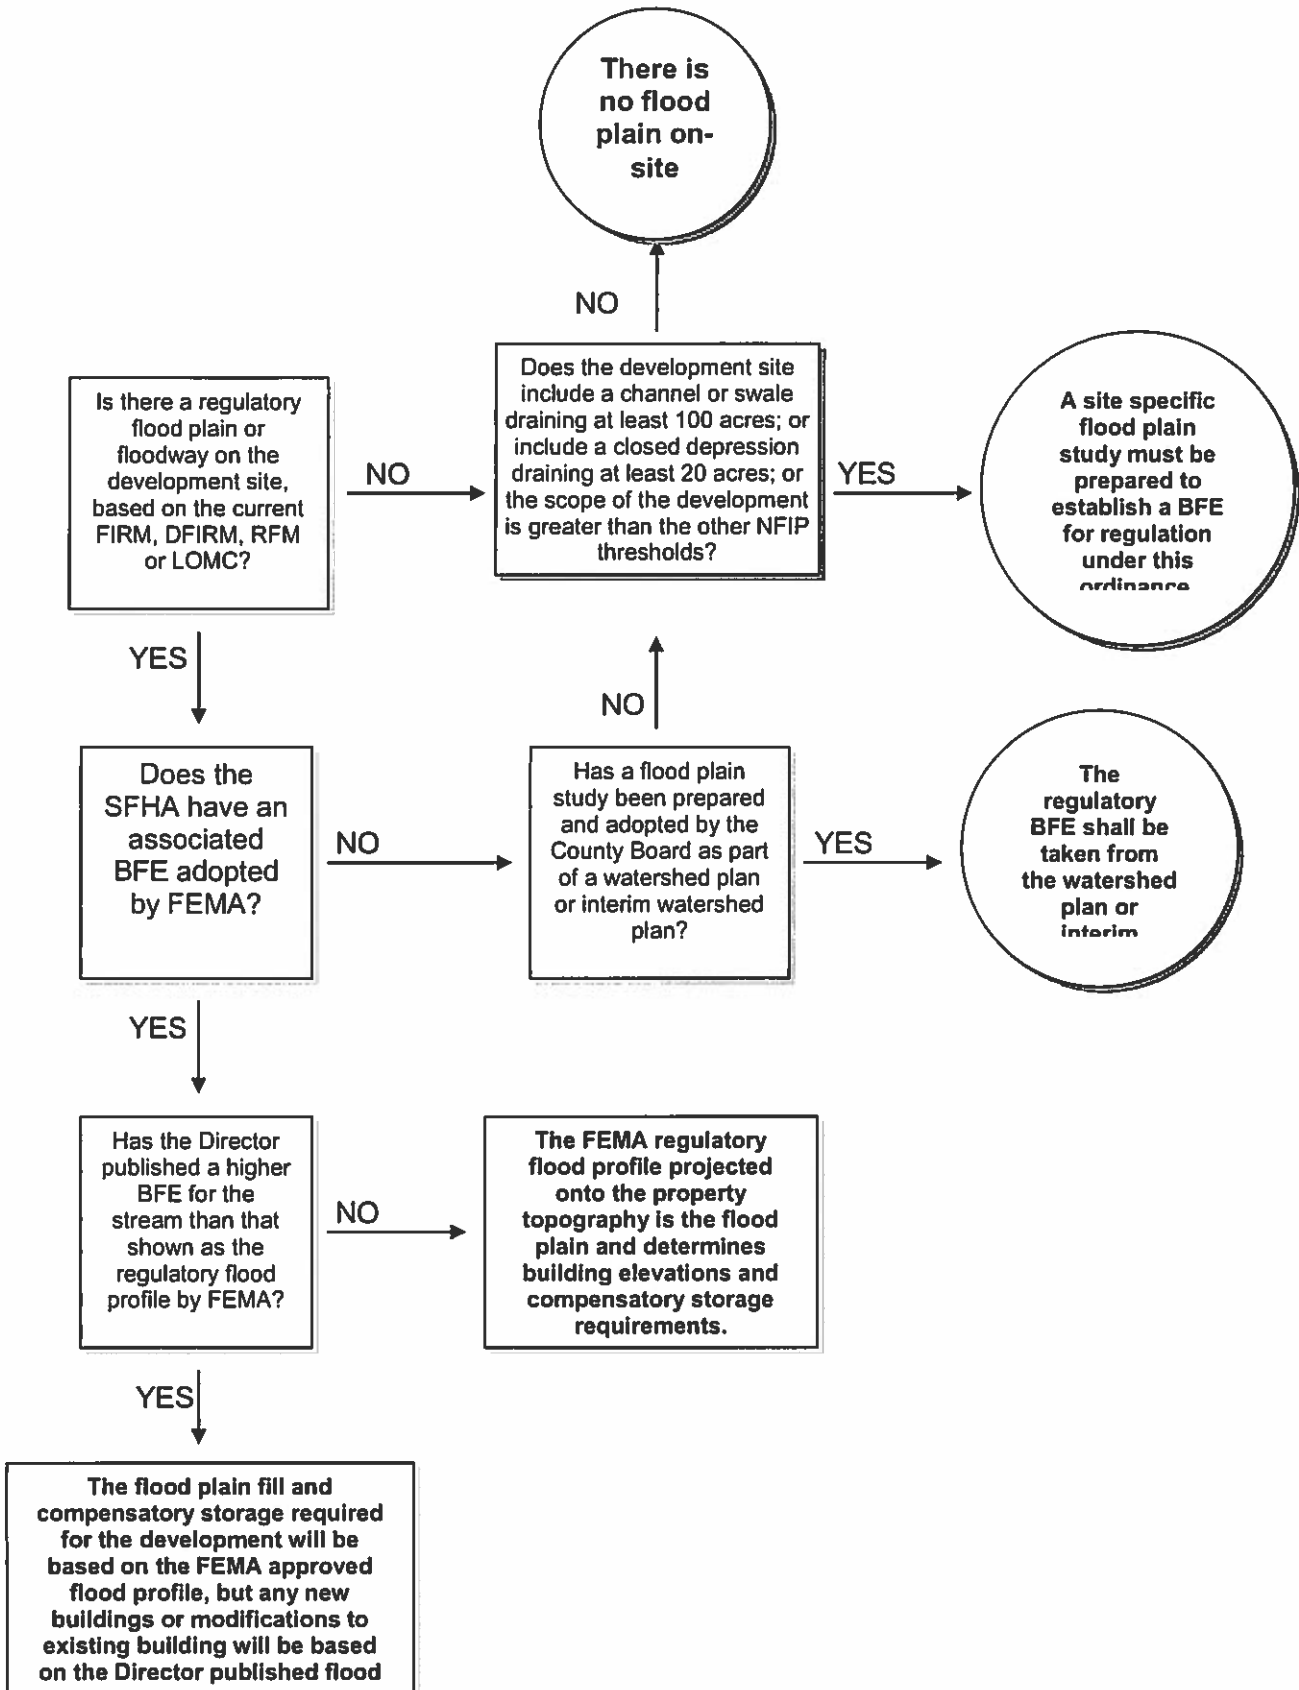 There is
no flood
plain on-
site
NO
Is there a regulatory
flood plain or
floodway on the
development site,
based on the current
FIRM, DFIRM, RFM
or LOMC?
NO
Does the development site
include a channel or swale
draining at least 100 acres; or
include a closed depression
draining at least 20 acres; or
the scope of the development
is greater than the other NFIP
thresholds?
YES
A site specific
flood plain
study must be
prepared to
establish a BFE
for regulation
under this
ordinance
YES
NO
Does the
SFHA have an
associated
BFE adopted
by FEMA?
NO
Has a flood plain
study been prepared
and adopted by the
County Board as part
of a watershed plan
or interim watershed
plan?
YES
The
regulatory
BFE shall be
taken from
the watershed
plan or
interim
YES
Has the Director
published a higher
BFE for the
stream than that
shown as the
regulatory flood
profile by FEMA?
NO
The FEMA regulatory
flood profile projected
onto the property
topography is the flood
plain and determines
building elevations and
compensatory storage
requirements.
YES
The flood plain fill and
compensatory storage required
for the development will be
based on the FEMA approved
flood profile, but any new
buildings or modifications to
existing building will be based
on the Director published flood